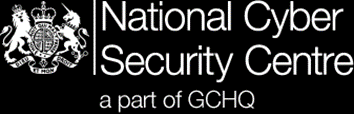 National Cyber
Security Centre
a part of GCHQ